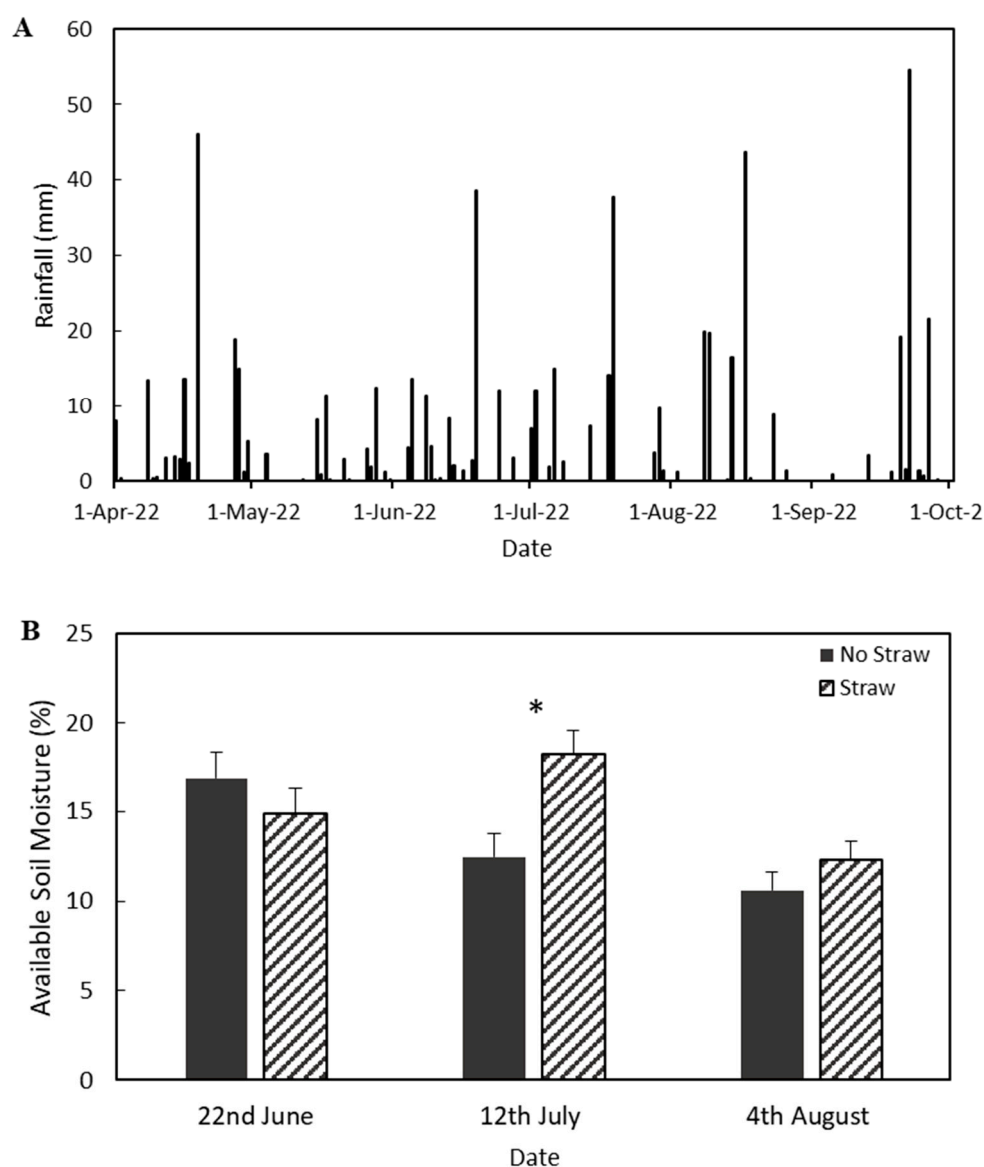 A
60
50
40
30
20
10
0
Rainfall (mm)
1-Apr-22 1-May-22 1-Jun-22 1-Jul-22 1-Aug-22 1-Sep-22 1-Oct-2
Date
B
25
20
15
10
5
0
Available Soil Moisture (%)
No Straw
Straw
*
22nd June 12th July 4th August
Date